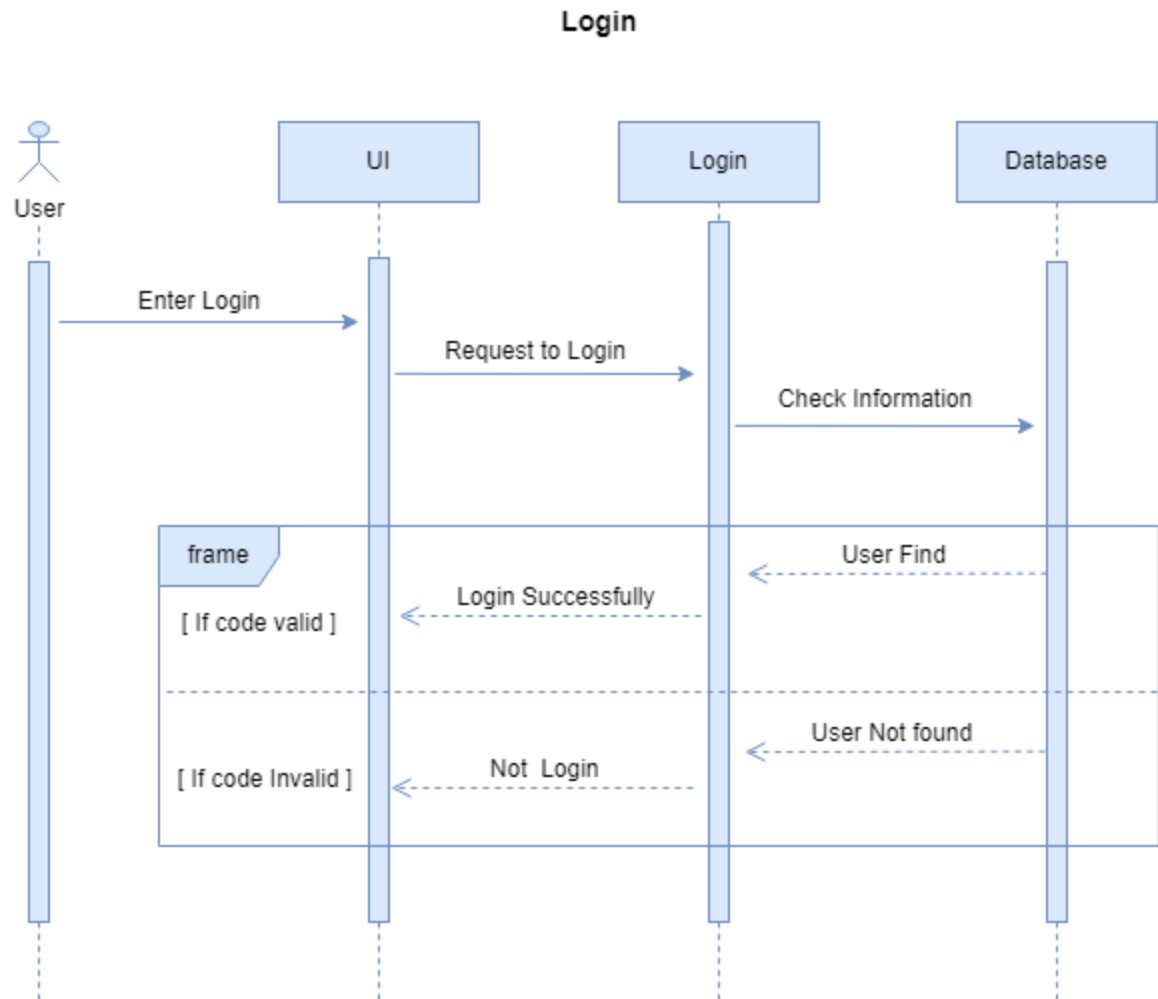 Login
User
UI
Login
Database
Enter Login
Request to Login
Check Information
frame
User Find
Login Successfully
[ If code valid ]
User Not found
Not  Login
[ If code Invalid ]